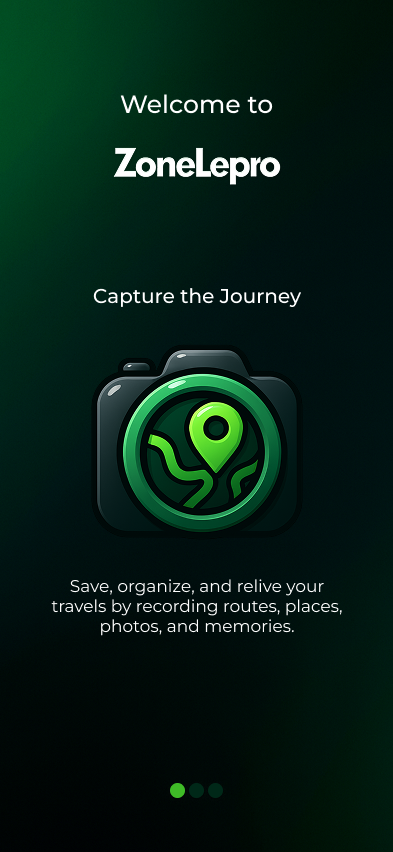 Welcome to
ZoneLepro
Capture the Journey
Save, organize, and relive your
travels by recording routes, places,
photos, and memories.